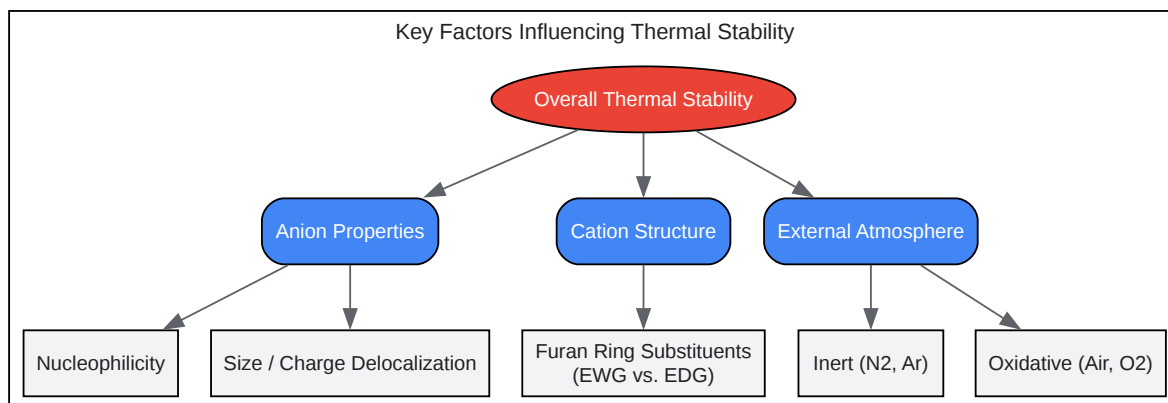 Key Factors Influencing Thermal Stability
Overall Thermal Stability
Anion Properties
Cation Structure
External Atmosphere
Nucleophilicity
Size / Charge Delocalization
Furan Ring Substituents
(EWG vs. EDG)
Inert (N2, Ar)
Oxidative (Air, O2)